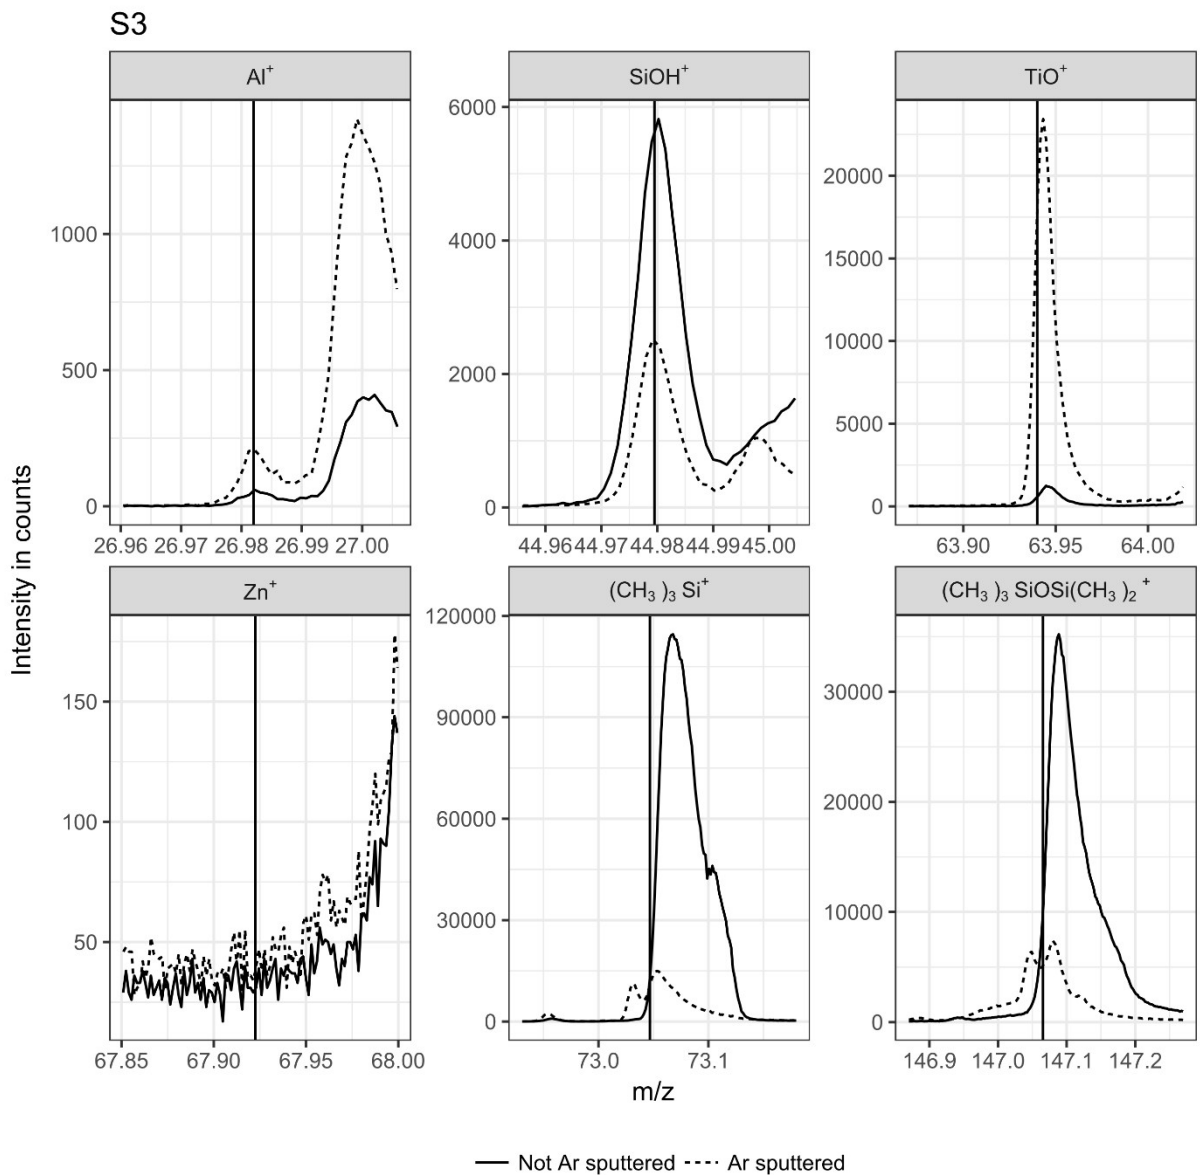 S3
Al+
SiOH+
TiO+
1000
500
0
26.96 26.97 26.98 26.99 27.00
6000
4000
2000
0
44.96 44.97 44.98 44.99 45.00
20000
15000
10000
5000
0
63.90 63.95 64.00
Intensity in counts
Zn+
(CH3 )3 Si+
(CH3 )3 SiOSi(CH3 )2 +
150
100
50
67.85 67.90 67.95 68.00
120000
90000
60000
30000
0
73.0 73.1
30000
20000
10000
0
146.9 147.0 147.1 147.2
m/z
Not Ar sputtered Ar sputtered